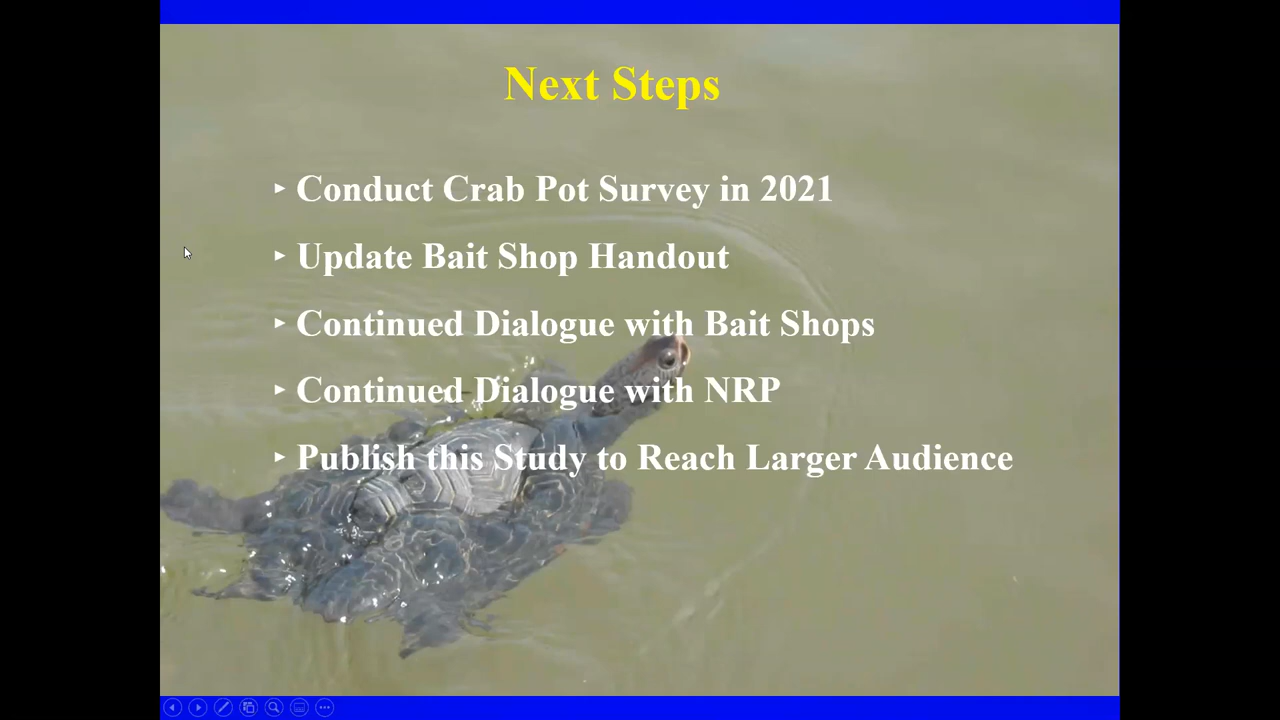 Next Steps
‣ Conduct Crab Pot Survey in 2021
‣ Update Bait Shop Handout
‣ Continued Dialogue with Bait Shops
‣ Continued Dialogue with NRP
‣ Publish this Study to Reach Larger Audience